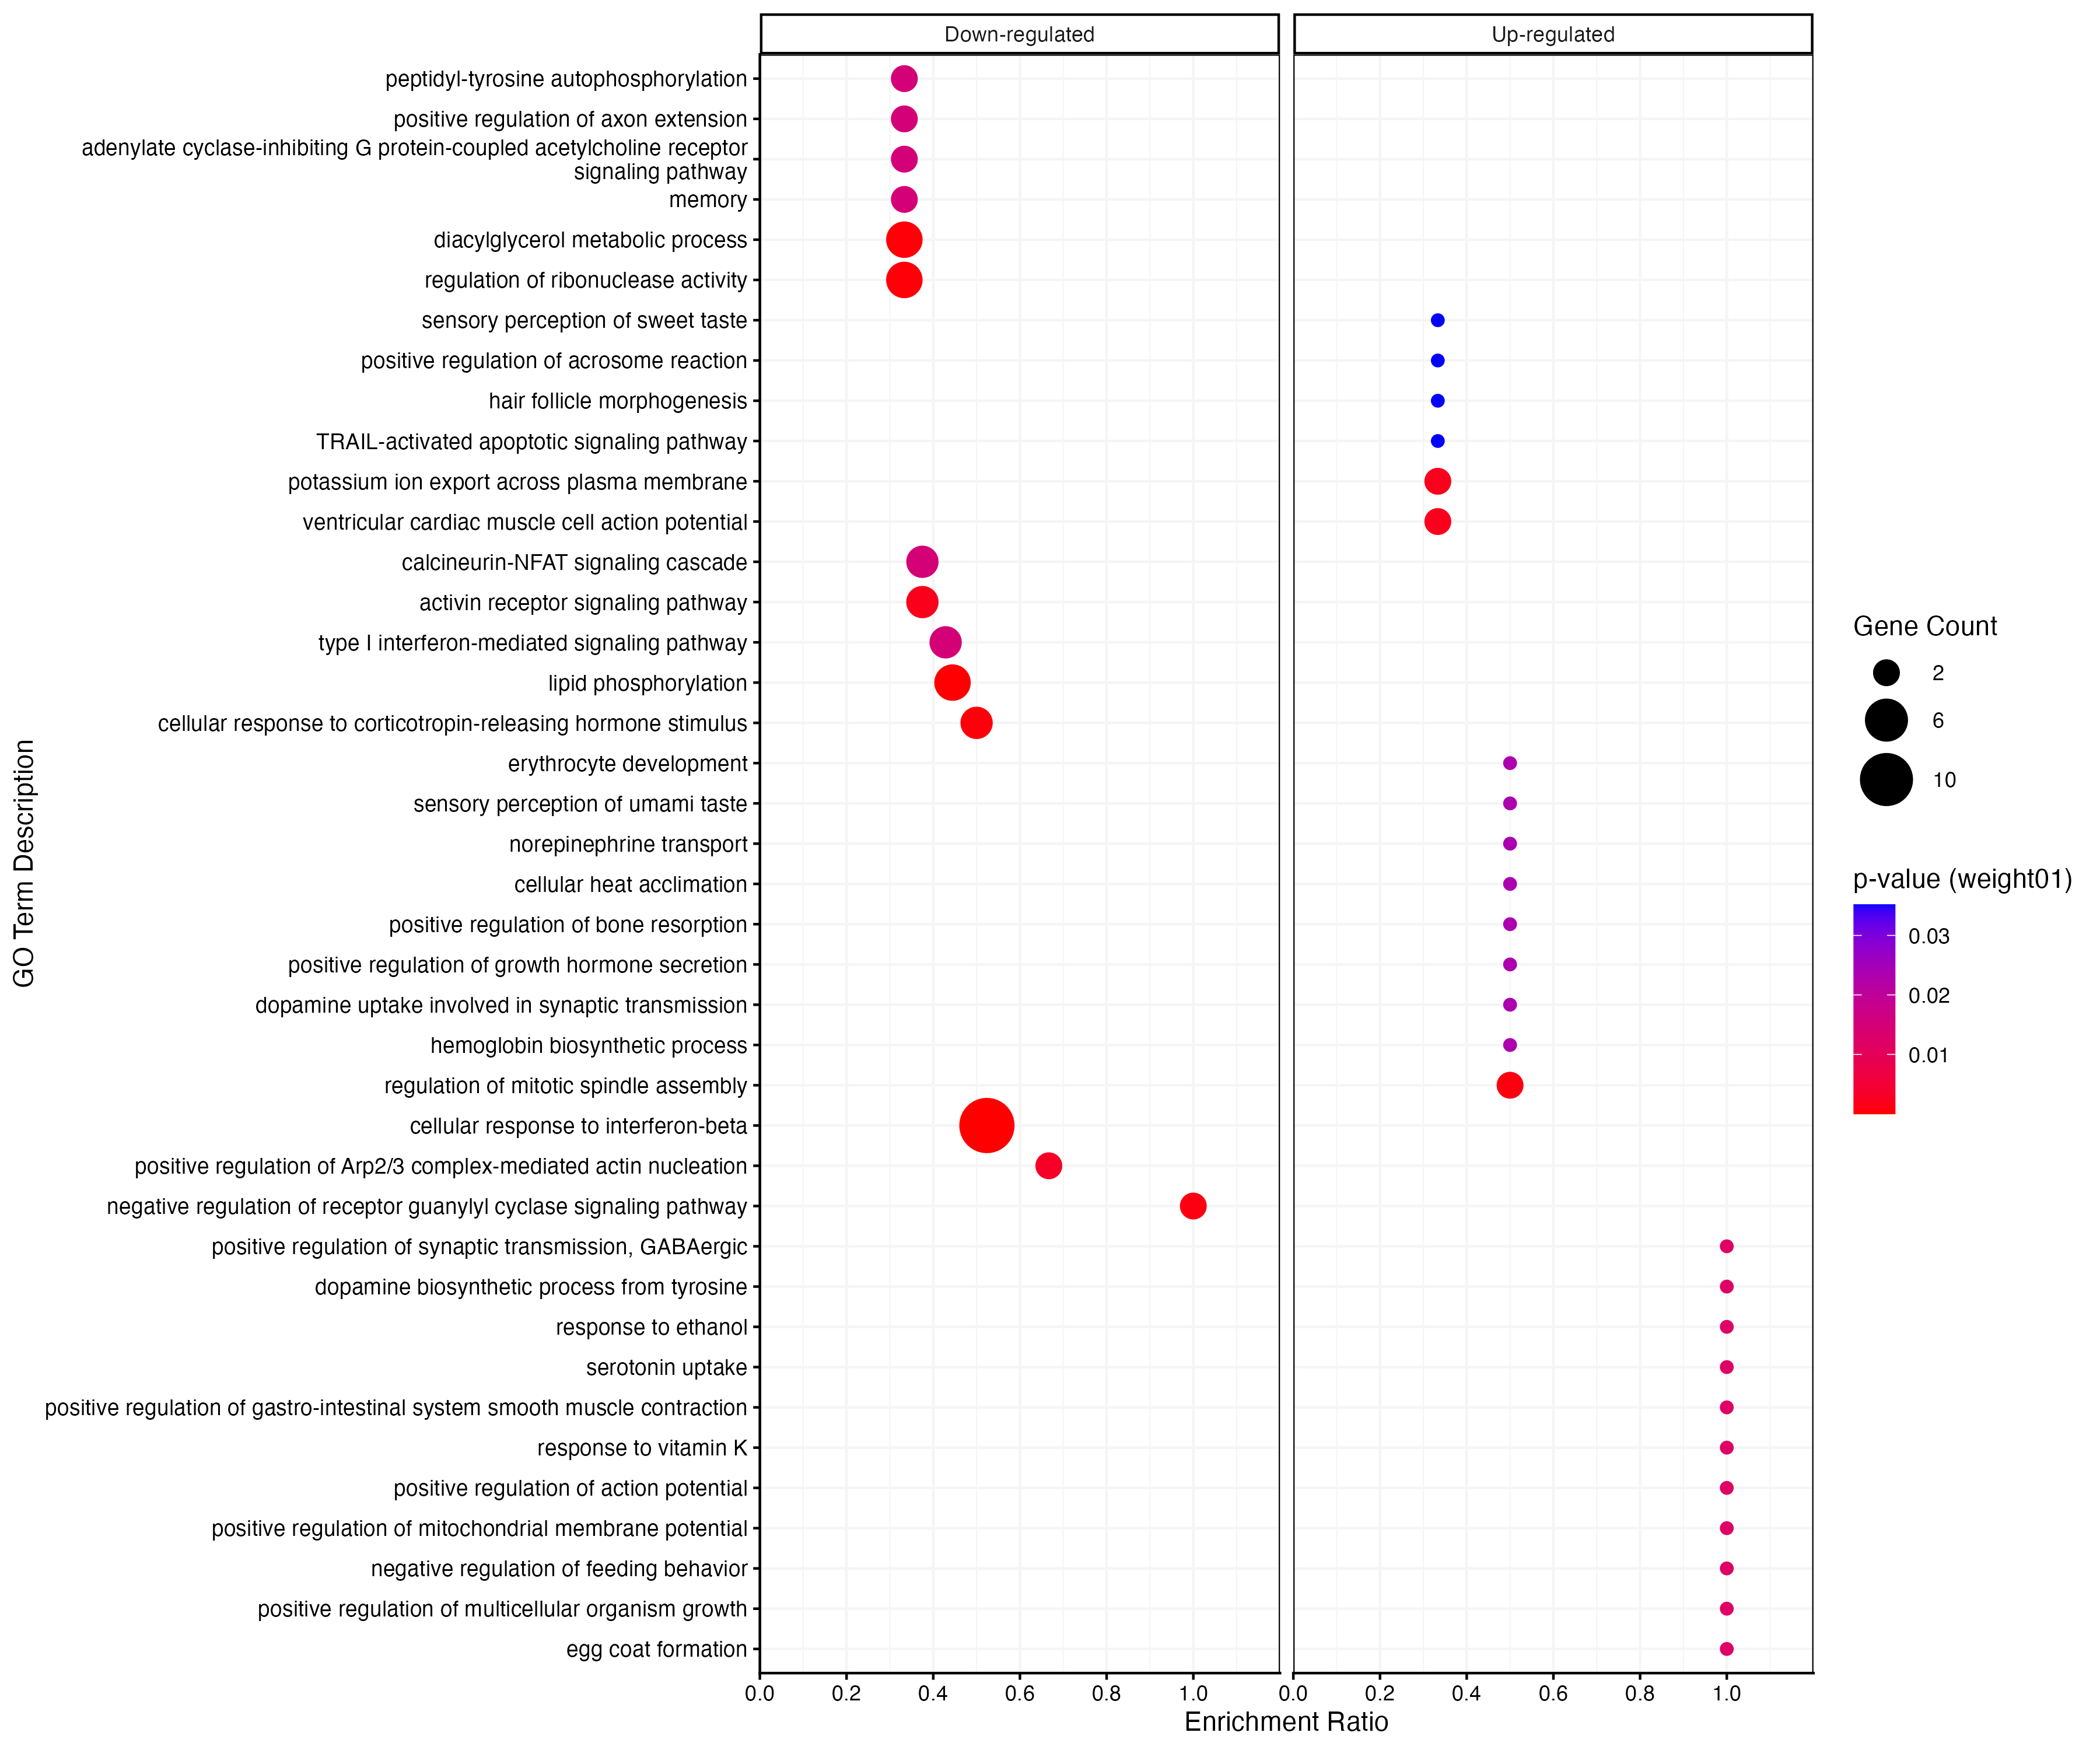 Down-regulated
Up-regulated
peptidyl-tyrosine autophosphorylation
positive regulation of axon extension
adenylate cyclase-inhibiting G protein-coupled acetylcholine receptor
signaling pathway
memory
diacylglycerol metabolic process
regulation of ribonuclease activity
sensory perception of sweet taste
positive regulation of acrosome reaction
hair follicle morphogenesis
TRAIL-activated apoptotic signaling pathway
potassium ion export across plasma membrane
ventricular cardiac muscle cell action potential
calcineurin-NFAT signaling cascade
activin receptor signaling pathway
type I interferon-mediated signaling pathway
lipid phosphorylation
cellular response to corticotropin-releasing hormone stimulus
erythrocyte development
sensory perception of umami taste
norepinephrine transport
cellular heat acclimation
positive regulation of bone resorption
positive regulation of growth hormone secretion
dopamine uptake involved in synaptic transmission
hemoglobin biosynthetic process
regulation of mitotic spindle assembly
cellular response to interferon-beta
positive regulation of Arp2/3 complex-mediated actin nucleation
negative regulation of receptor guanylyl cyclase signaling pathway
positive regulation of synaptic transmission, GABAergic
dopamine biosynthetic process from tyrosine
response to ethanol
serotonin uptake
positive regulation of gastro-intestinal system smooth muscle contraction
response to vitamin K
positive regulation of action potential
positive regulation of mitochondrial membrane potential
negative regulation of feeding behavior
positive regulation of multicellular organism growth
egg coat formation
GO Term Description
0.0 0.2 0.4 0.6 0.8 1.0
0.0 0.2 0.4 0.6 0.8 1.0
Enrichment Ratio
Gene Count
2
6
10
p-value (weight01)
0.03
0.02
0.01